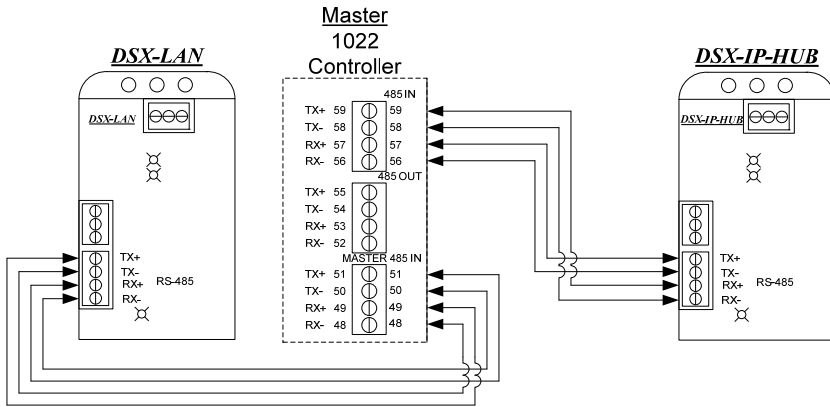 Master
1022
Controller
DSX-LAN
DSX-LAN
TX+
TX-
RX+
RX-
RS-485
485 IN
TX+ 59 59
TX- 58 58
RX+ 57 57
RX- 56 56
485 OUT
TX+ 55
TX- 54
RX+ 53
RX- 52
MASTER 485 IN
TX+ 51 51
TX- 50 50
RX+ 49 49
RX- 48 48
DSX-IP-HUB
DSX-IP-HUB
TX+
TX-
RX+
RX-
RS-485